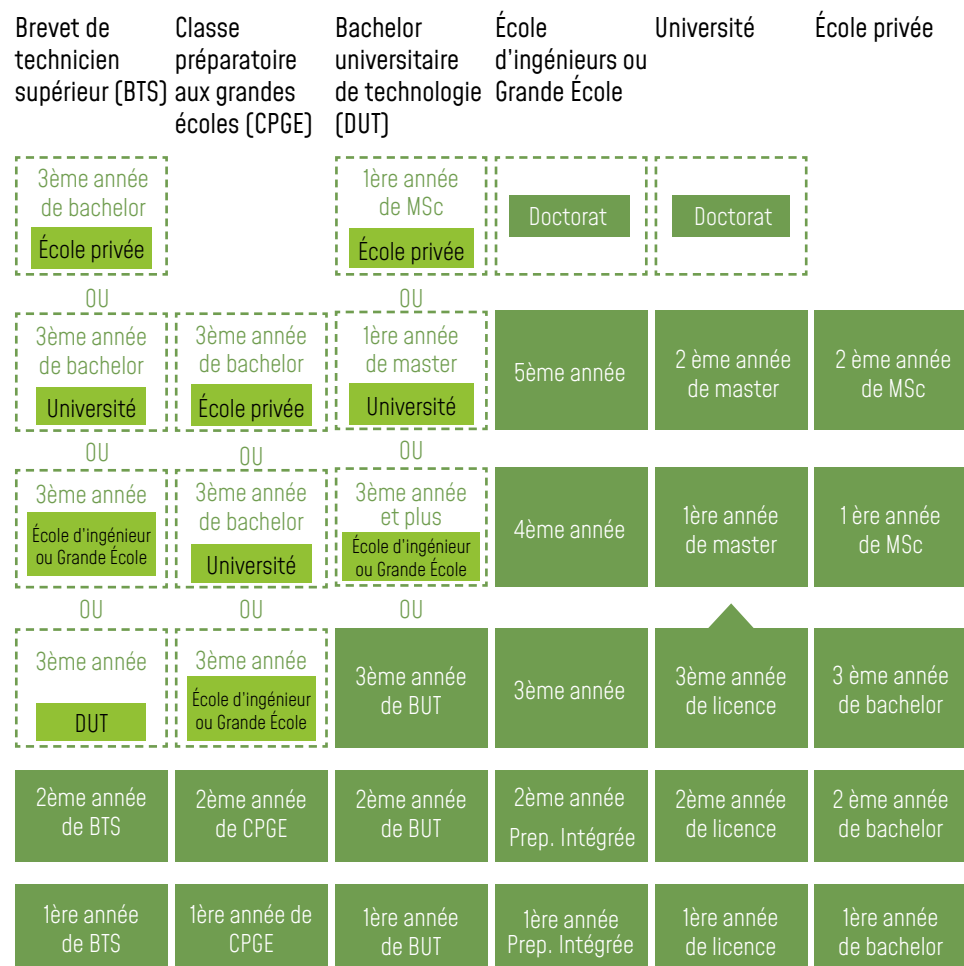 Brevet de
technicien
supérieur (BTS)
Classe
préparatoire
aux grandes
écoles (CPGE)
Bachelor
universitaire
de technologie
(DUT)
École
d'ingénieurs ou
Grande École
Université
École privée
3ème année
de bachelor
École privée
1ère année
de MSc
École privée
Doctorat
Doctorat
OU
OU
3ème année
de bachelor
Université
3ème année
de bachelor
École privée
1ère année
de master
Université
5ème année
2 ème année
de master
2 ème année
de MSc
OU
OU
OU
3ème année
École d'ingénieur
ou Grande École
3ème année
de bachelor
Université
3ème année
et plus
École d'ingénieur
ou Grande École
4ème année
1ère année
de master
1 ère année
de MSc
OU
OU
OU
3ème année
DUT
3ème année
École d'ingénieur
ou Grande École
3ème année
de BUT
3ème année
3ème année
de licence
3 ème année
de bachelor
2ème année
de BTS
2ème année
de CPGE
2ème année
de BUT
2ème année
Prep. Intégrée
2ème année
de licence
2 ème année
de bachelor
1ère année
de BTS
1ère année de
CPGE
1ère année
de BUT
1ère année
Prep. Intégrée
1ère année
de licence
1ère année
de bachelor